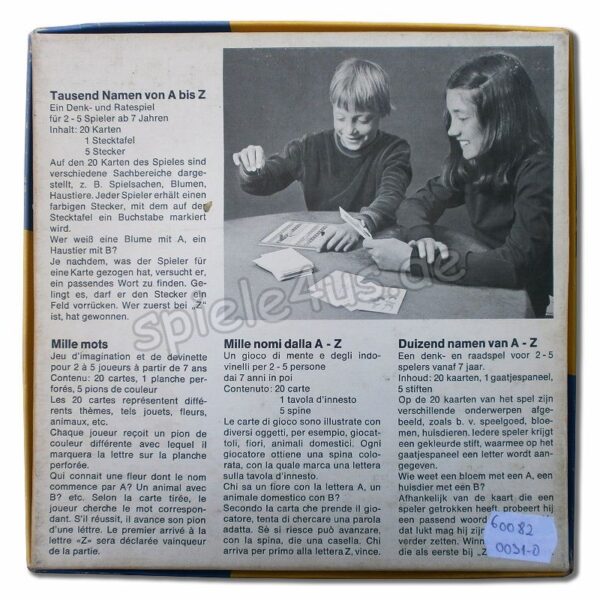 Tausend Namen von A bis Z
Ein Denk- und Ratespiel
für 2 - 5 Spieler ab 7 Jahren
Inhalt: 20 Karten
1 Stecktafel
5 Stecker
Auf den 20 Karten des Spieles sind
verschiedene Sachbereiche darge-
stellt, z. B. Spielsachen, Blumen,
Haustiere. Jeder Spieler erhält einen
farbigen Stecker, mit dem auf der
Stecktafel ein Buchstabe markiert
wird.
Wer weiß eine Blume mit A, ein
Haustier mit B?
Je nachdem, was der Spieler für
eine Karte gezogen hat, versucht er,
ein passendes Wort zu finden. Ge-
lingt es, darf er den Stecker ein
Feld vorrücken. Wer zuerst bei „Z"
ist, hat gewonnen.
spiele4us.de
Mille mots
Jeu d'imagination et de devinette
pour 2 à 5 joueurs à partir de 7 ans
Contenu: 20 cartes, 1 planche per-
forée, 5 pions de couleur
Les 20 cartes représentent diffé-
rents thèmes, tels jouets, fleurs,
animaux, etc.
Chaque joueur reçoit un pion de
couleur différente avec lequel il
marquera la lettre sur la planche
perforée.
Qui connait une fleur dont le nom
commence par A? Un animal avec
B? etc. Selon la carte tirée, le
joueur cherche le mot correspon-
dant. S'il réussit, il avance son pion
d'une léttre. Le premier arrivé à la
lettre «Z» sera déclarée vainqueur
de la partie.
Mille nomi dalla A - Z
Un gioco di mente e degli indo-
vinelli per 2 - 5 persone
dai 7 anni in poi
Contenuto: 20 carte
1 tavola d'innesto
5 spine
Le carte di gioco sono illustrate con
diversi oggetti, per esempio, giocat-
toli, fiori, animali domestici. Ogni
giocatore ottiene una spina colo-
rata, con la quale marca una lettera
sulla tavola d'innesto.
Chi sa un fiore con la lettera A, un
animale domestico con B?
Secondo la carta che prende il gio-
catore, tenta di chercare una parola
adatta. Sè si riesce può avanzare,
con la spina, die una casella. Chi
arriva per primo alla lettera Z, vince.
Duizend namen van A - Z
Een denk- en raadspel voor 2 - 5
spelers vanaf 7 jaar.
Inhoud: 20 kaarten, 1 gaatjespaneel,
5 stiften
Op de 20 kaarten van het spel zijn
verschillende onderwerpen afge-
beeld, zoals b. v. speelgoed, bloe-
men, huisdieren. Iedere speler krijgt
een gekleurde stift, waarmee op het
gaatjespaneel een letter wordt aan-
gegeven.
Wie weet een bloem met een A, een
huisdier met een B?
Afhankelijk van de kaart die een
speler getrokken heeft, probeert hij
een passend woord
dat lukt mag hij zijn
verder zetten. Winn
die als eerste bij „Z
60082
0031-0